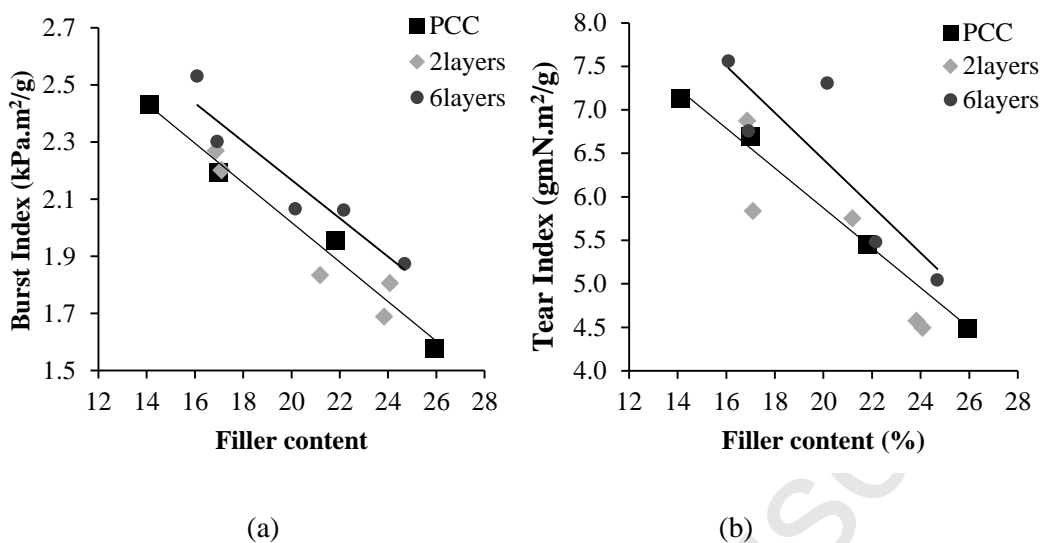 2.7
2.5
2.3
2.1
1.9
1.7
1.5
Burst Index (kPa.m²/g)
12 14 16 18 20 22 24 26 28
Filler content
PCC
2layers
6layers
(a)
8.0
7.5
7.0
6.5
6.0
5.5
5.0
4.5
4.0
Tear Index (gmN.m²/g)
12 14 16 18 20 22 24 26 28
Filler content (%)
PCC
2layers
6layers
(b)